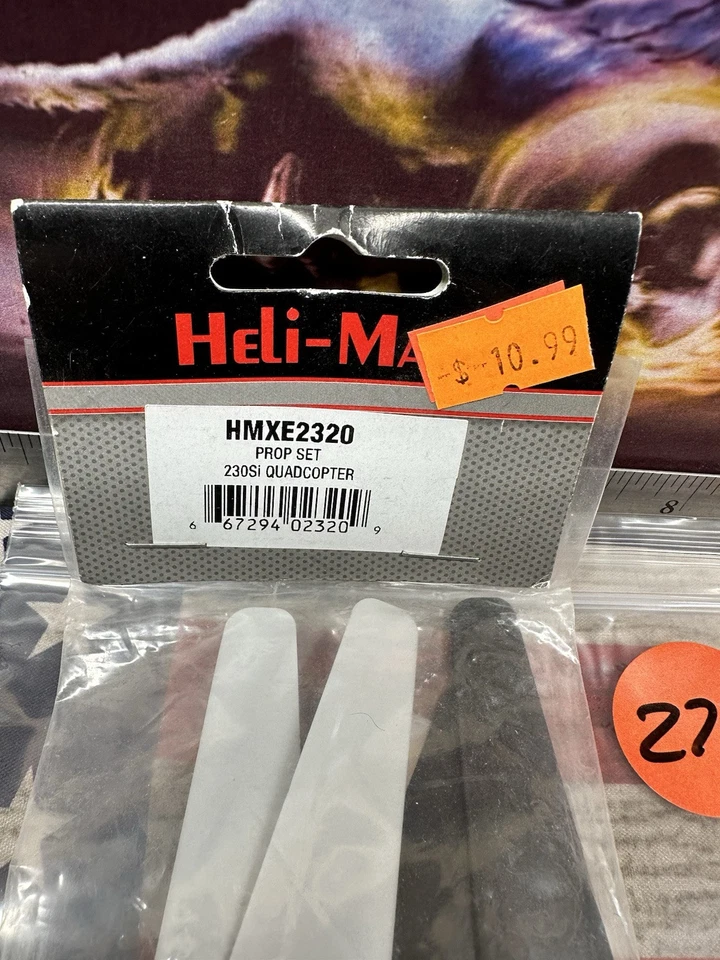 Heli-Ma
$ 10.99
HMXE2320
PROP SET
230Si QUADCOPTER
6 67294 02320 9
8
27